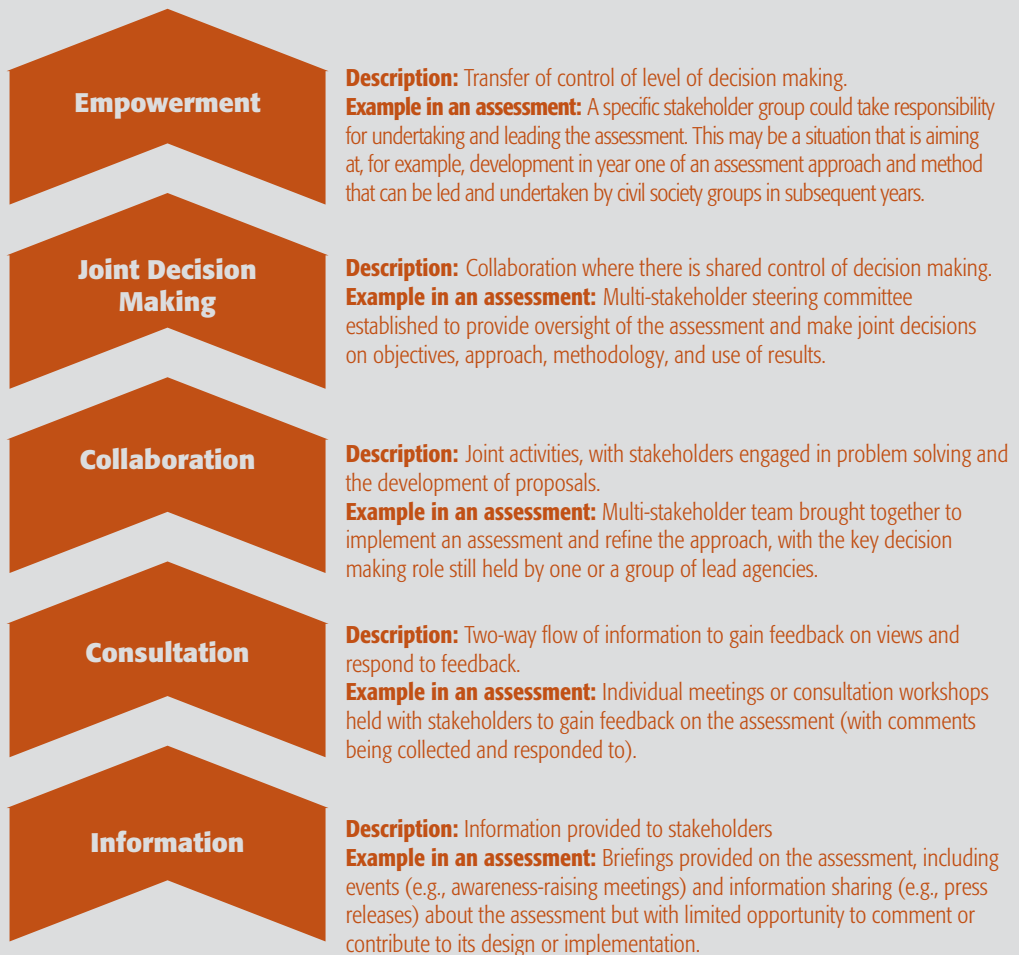 Empowerment
Description: Transfer of control of level of decision making.
Example in an assessment: A specific stakeholder group could take responsibility
for undertaking and leading the assessment. This may be a situation that is aiming
at, for example, development in year one of an assessment approach and method
that can be led and undertaken by civil society groups in subsequent years.
Joint Decision
Making
Description: Collaboration where there is shared control of decision making.
Example in an assessment: Multi-stakeholder steering committee
established to provide oversight of the assessment and make joint decisions
on objectives, approach, methodology, and use of results.
Collaboration
Description: Joint activities, with stakeholders engaged in problem solving and
the development of proposals.
Example in an assessment: Multi-stakeholder team brought together to
implement an assessment and refine the approach, with the key decision
making role still held by one or a group of lead agencies.
Consultation
Description: Two-way flow of information to gain feedback on views and
respond to feedback.
Example in an assessment: Individual meetings or consultation workshops
held with stakeholders to gain feedback on the assessment (with comments
being collected and responded to).
Information
Description: Information provided to stakeholders
Example in an assessment: Briefings provided on the assessment, including
events (e.g., awareness-raising meetings) and information sharing (e.g., press
releases) about the assessment but with limited opportunity to comment or
contribute to its design or implementation.